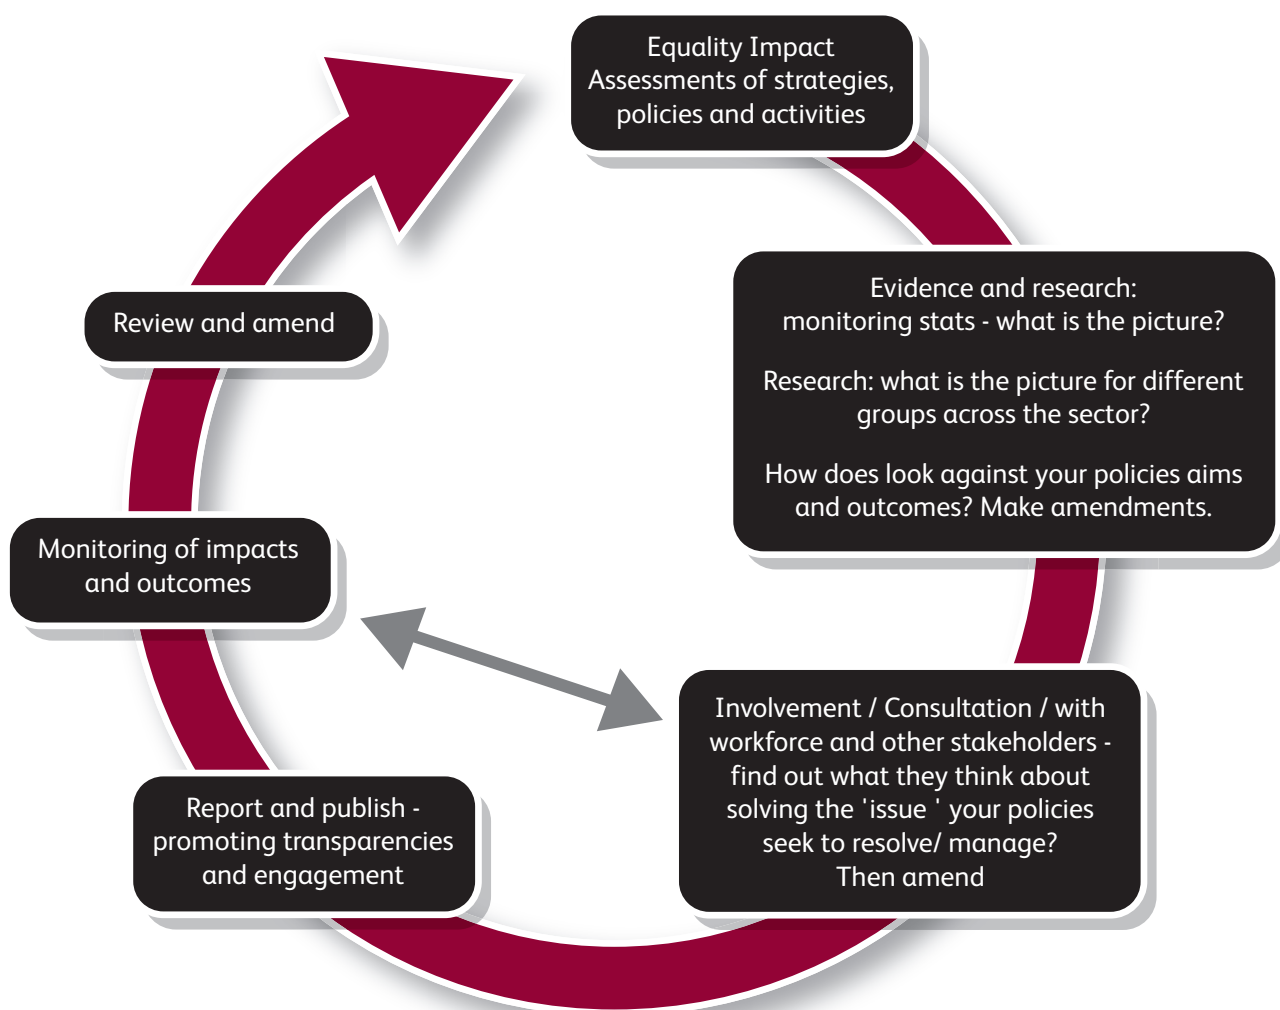 Equality Impact
Assessments of strategies,
policies and activities
Evidence and research:
monitoring stats - what is the picture?
Research: what is the picture for different
groups across the sector?
How does look against your policies aims
and outcomes? Make amendments.
Involvement / Consultation / with
workforce and other stakeholders -
find out what they think about
solving the 'issue ' your policies
seek to resolve/ manage?
Then amend
Report and publish -
promoting transparencies
and engagement
Monitoring of impacts
and outcomes
Review and amend